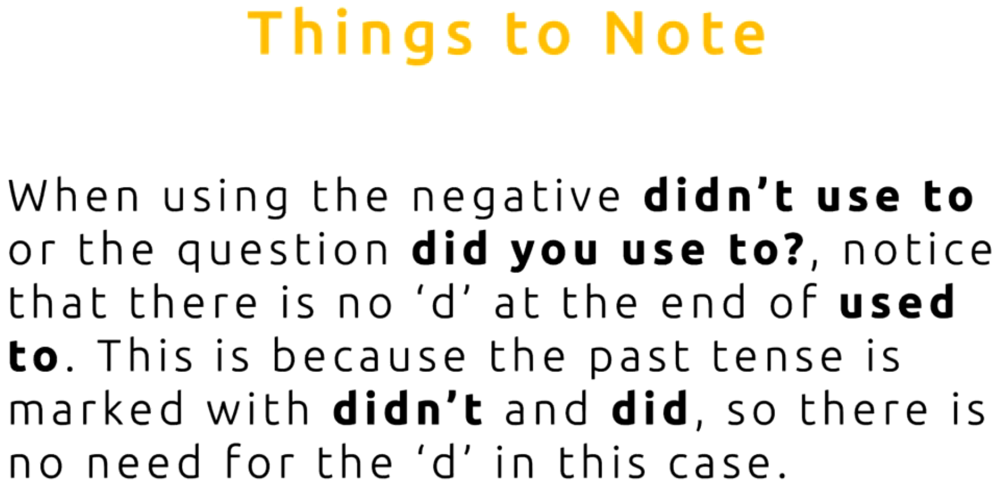 Things to Note
When using the negative didn’t use to
or the question did you use to?, notice
that there is no ‘d’ at the end of used
to. This is because the past tense is
marked with didn’t and did, so there is
no need for the ‘d’ in this case.